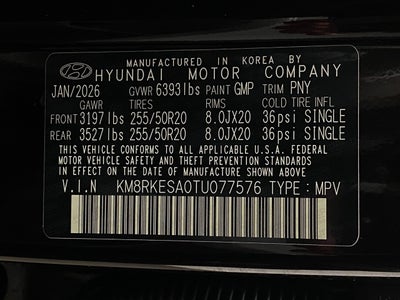 MANUFACTURED IN KOREA BY
HYUNDAI MOTOR COMPANY
JAN/2026 GVWR 6393lbs PAINT GMP TRIM PNY
GAWR TIRES RIMS COLD TIRE INFL
FRONT 3197lbs 255/50R20 8.0JX20 36psi SINGLE
REAR 3527lbs 255/50R20 8.0JX20 36psi SINGLE
THIS VEHICLE CONFORMS TO ALL APPLICABLE U.S.A. FEDERAL
MOTOR VEHICLE SAFETY AND THEFT PREVENTION STANDARDS
IN EFFECT ON THE DATE OF MANUFACTURE SHOWN ABOVE
V.I.N KM8RKESA0TU077576 TYPE: MPV